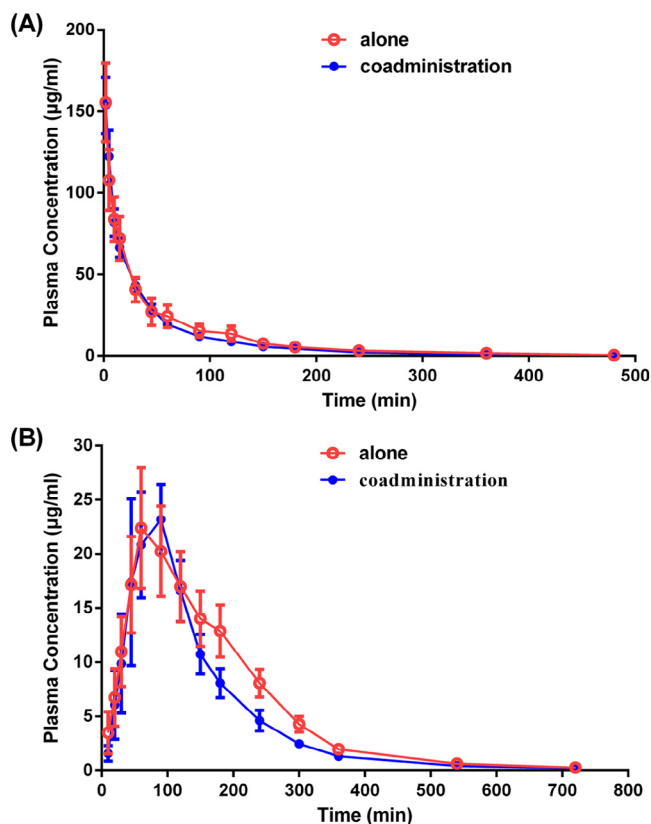 (A)
alone
coadministration
Plasma Concentration (µg/ml)
200
150
100
50
0
0 100 200 300 400 500
Time (min)
(B)
alone
coadministration
Plasma Concentration (µg/ml)
30
25
20
15
10
5
0
0 100 200 300 400 500 600 700 800
Time (min)